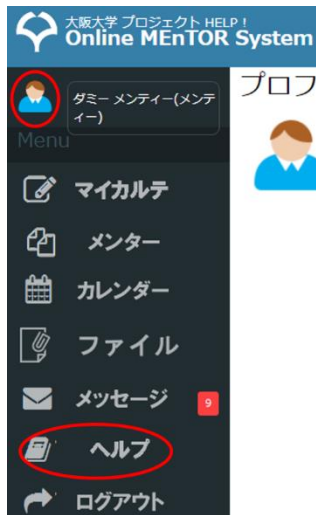 大阪大学 プロジェクト HELP！
Online MEnTOR System
ダミー メンティー(メンテ
ィー)
プロフ
Menu
マイカルテ
メンター
カレンダー
ファイル
メッセージ 9
ヘルプ
ログアウト